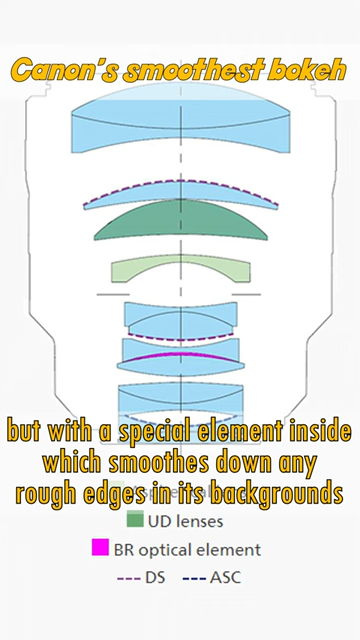 Canon's smoothest bokeh
but with a special element inside
which smoothes down any
rough edges in its backgrounds
UD lenses
BR optical element
DS ASC